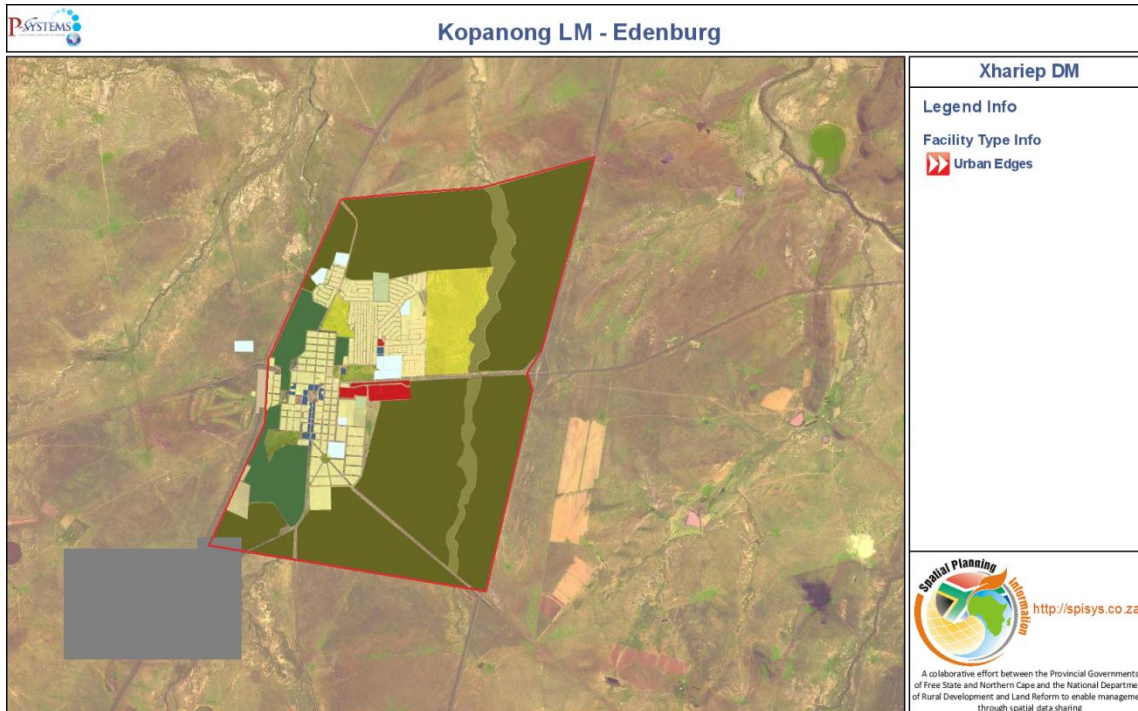 P-SYSTEMS
Kopanong LM - Edenburg
Xhariep DM
Legend Info
Facility Type Info
Urban Edges
Spatial Planning
Information
http://spisys.co.za
A colaborative effort between the Provincial Governments
of Free State and Northern Cape and the National Departme
of Rural Development and Land Reform to enable manageme
through spatial data sharing